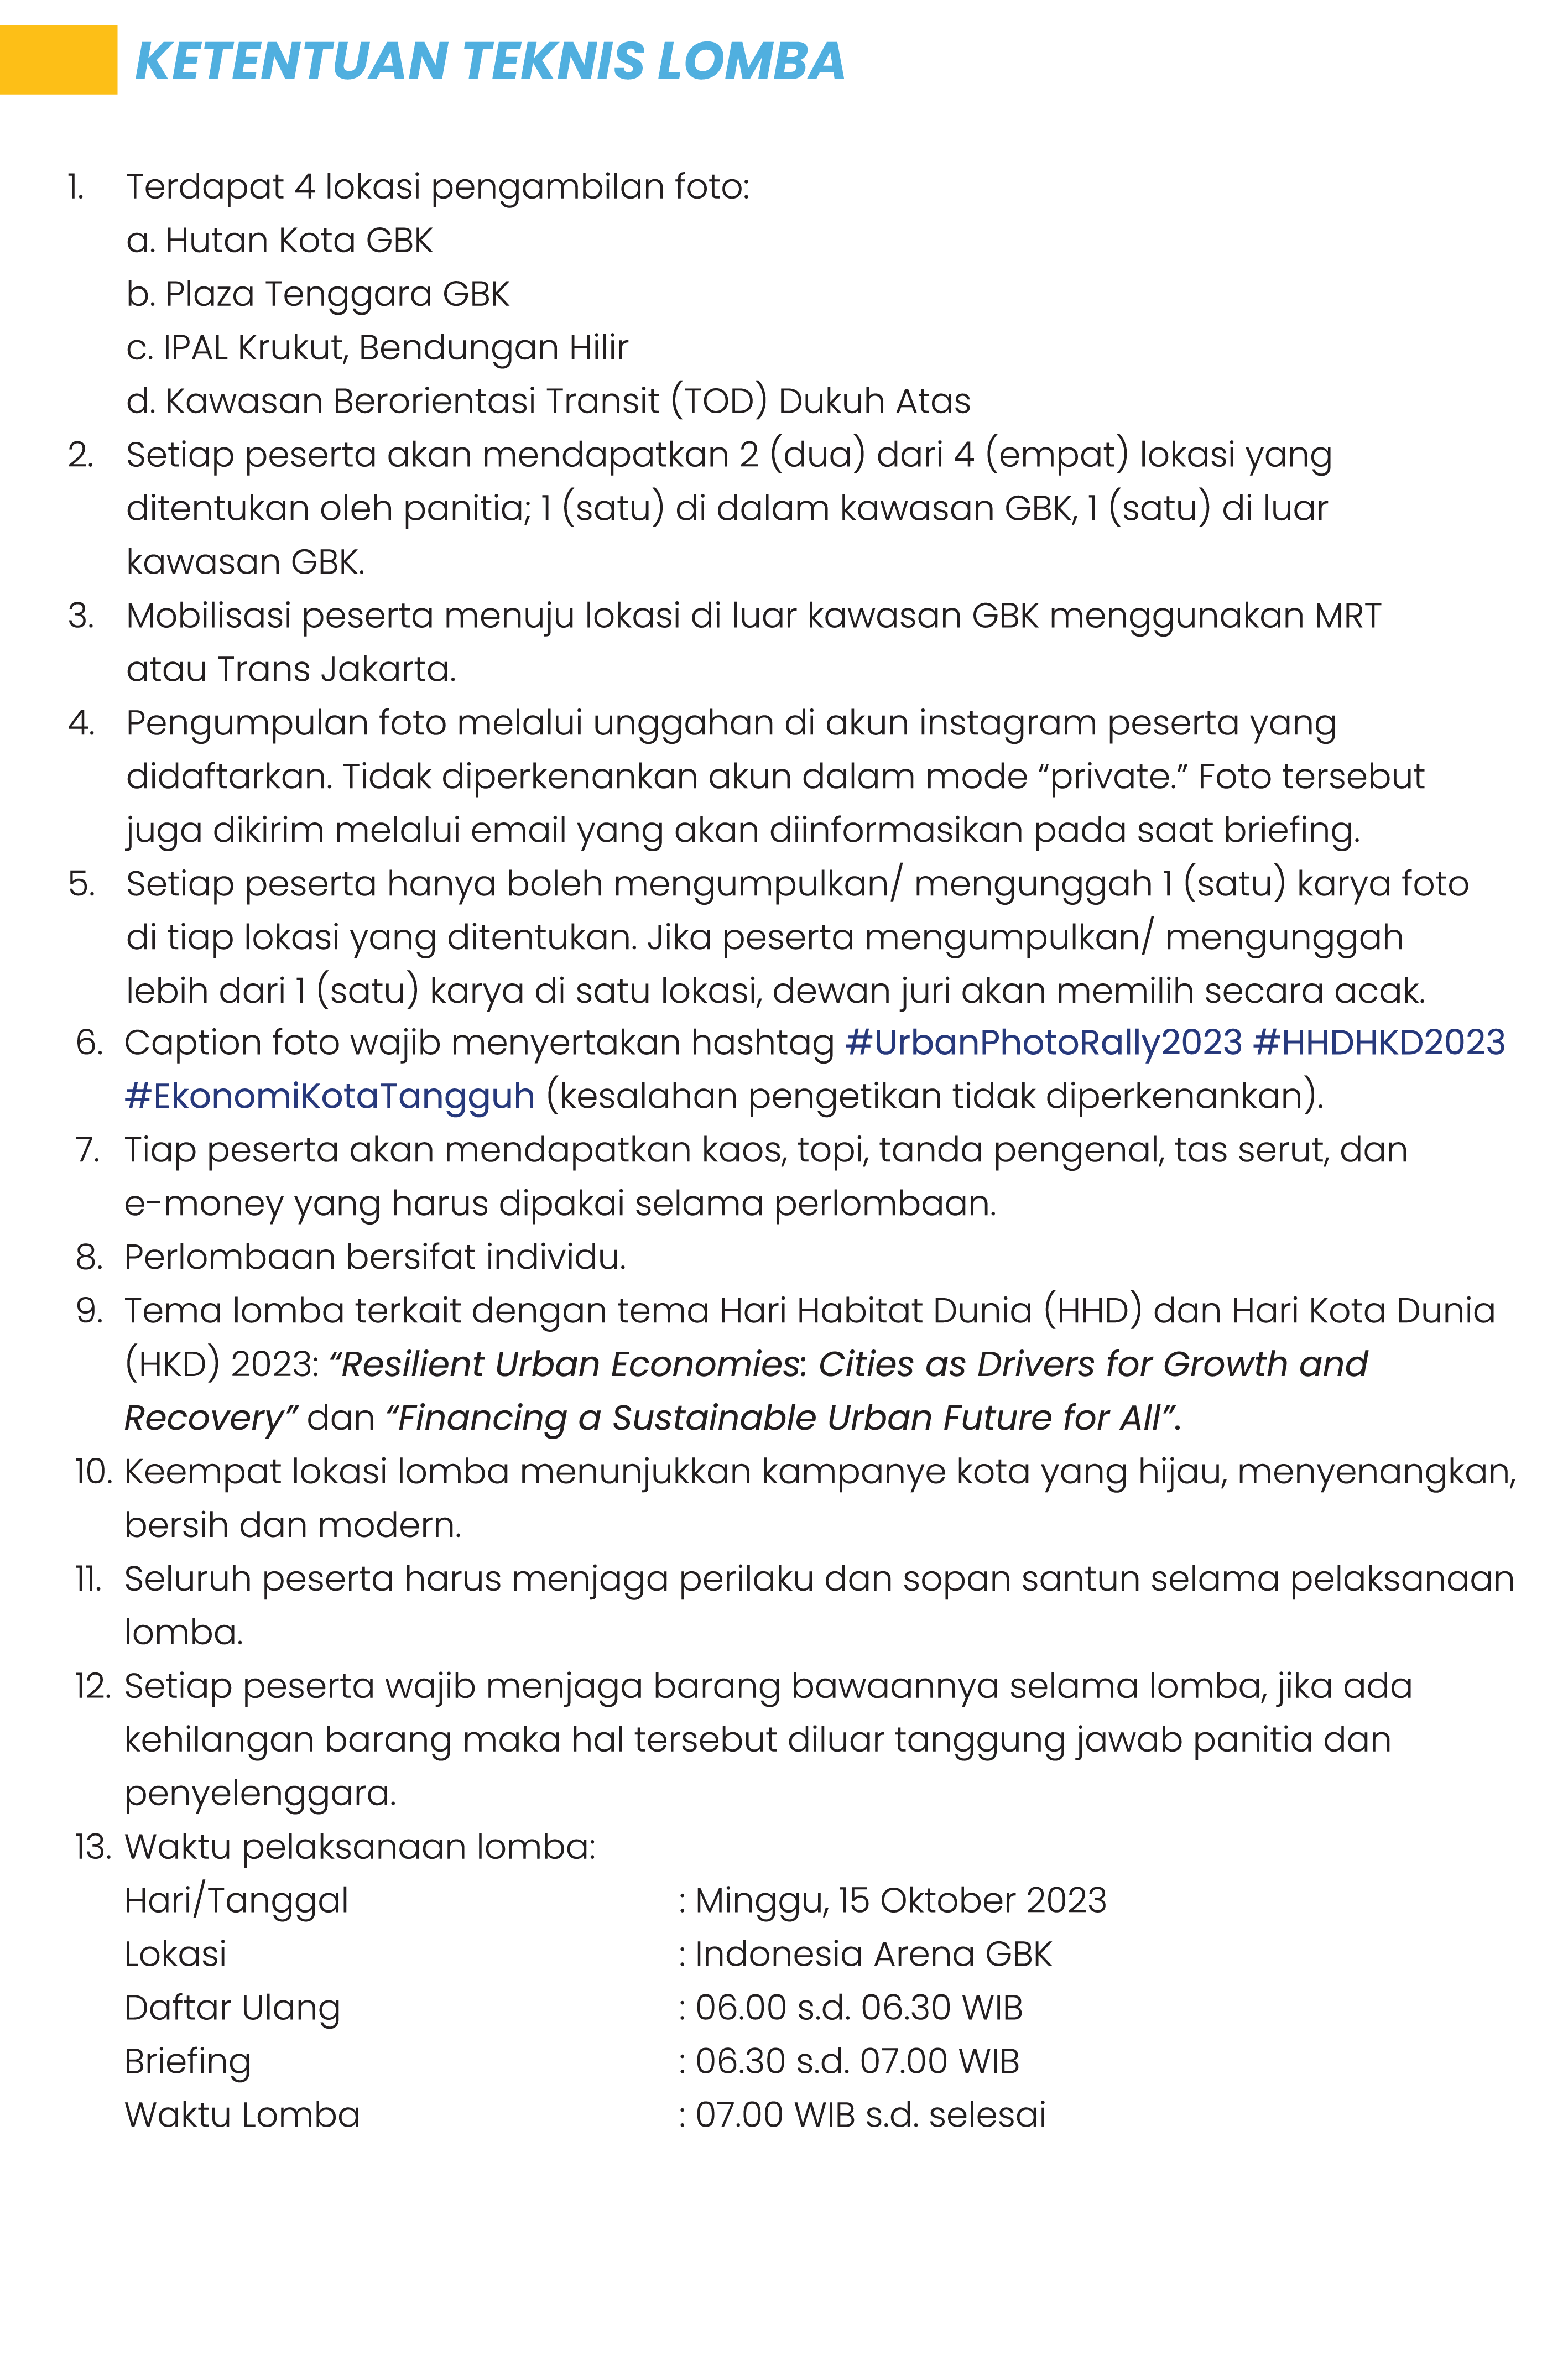 KETENTUAN TEKNIS LOMBA
1. Terdapat 4 lokasi pengambilan foto:
a. Hutan Kota GBK
b. Plaza Tenggara GBK
c. IPAL Krukut, Bendungan Hilir
d. Kawasan Berorientasi Transit (TOD) Dukuh Atas
2. Setiap peserta akan mendapatkan 2 (dua) dari 4 (empat) lokasi yang
ditentukan oleh panitia; 1 (satu) di dalam kawasan GBK, 1 (satu) di luar
kawasan GBK.
3. Mobilisasi peserta menuju lokasi di luar kawasan GBK menggunakan MRT
atau Trans Jakarta.
4. Pengumpulan foto melalui unggahan di akun instagram peserta yang
didaftarkan. Tidak diperkenankan akun dalam mode “private.” Foto tersebut
juga dikirim melalui email yang akan diinformasikan pada saat briefing.
5. Setiap peserta hanya boleh mengumpulkan/ mengunggah 1 (satu) karya foto
di tiap lokasi yang ditentukan. Jika peserta mengumpulkan/ mengunggah
lebih dari 1 (satu) karya di satu lokasi, dewan juri akan memilih secara acak.
6. Caption foto wajib menyertakan hashtag #UrbanPhotoRally2023 #HHDHKD2023
#EkonomiKotaTangguh (kesalahan pengetikan tidak diperkenankan).
7. Tiap peserta akan mendapatkan kaos, topi, tanda pengenal, tas serut, dan
e-money yang harus dipakai selama perlombaan.
8. Perlombaan bersifat individu.
9. Tema lomba terkait dengan tema Hari Habitat Dunia (HHD) dan Hari Kota Dunia
(HKD) 2023: “Resilient Urban Economies: Cities as Drivers for Growth and
Recovery” dan “Financing a Sustainable Urban Future for All”.
10. Keempat lokasi lomba menunjukkan kampanye kota yang hijau, menyenangkan,
bersih dan modern.
11. Seluruh peserta harus menjaga perilaku dan sopan santun selama pelaksanaan
lomba.
12. Setiap peserta wajib menjaga barang bawaannya selama lomba, jika ada
kehilangan barang maka hal tersebut diluar tanggung jawab panitia dan
penyelenggara.
13. Waktu pelaksanaan lomba:
Hari/Tanggal : Minggu, 15 Oktober 2023
Lokasi : Indonesia Arena GBK
Daftar Ulang : 06.00 s.d. 06.30 WIB
Briefing : 06.30 s.d. 07.00 WIB
Waktu Lomba : 07.00 WIB s.d. selesai